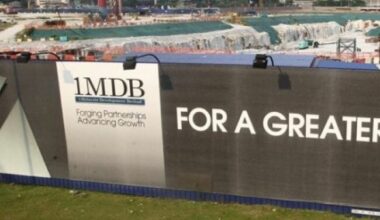 1MDB
1Malaysia Development Berhad
Forging Partnerships
Advancing Growth
FOR A GREATER